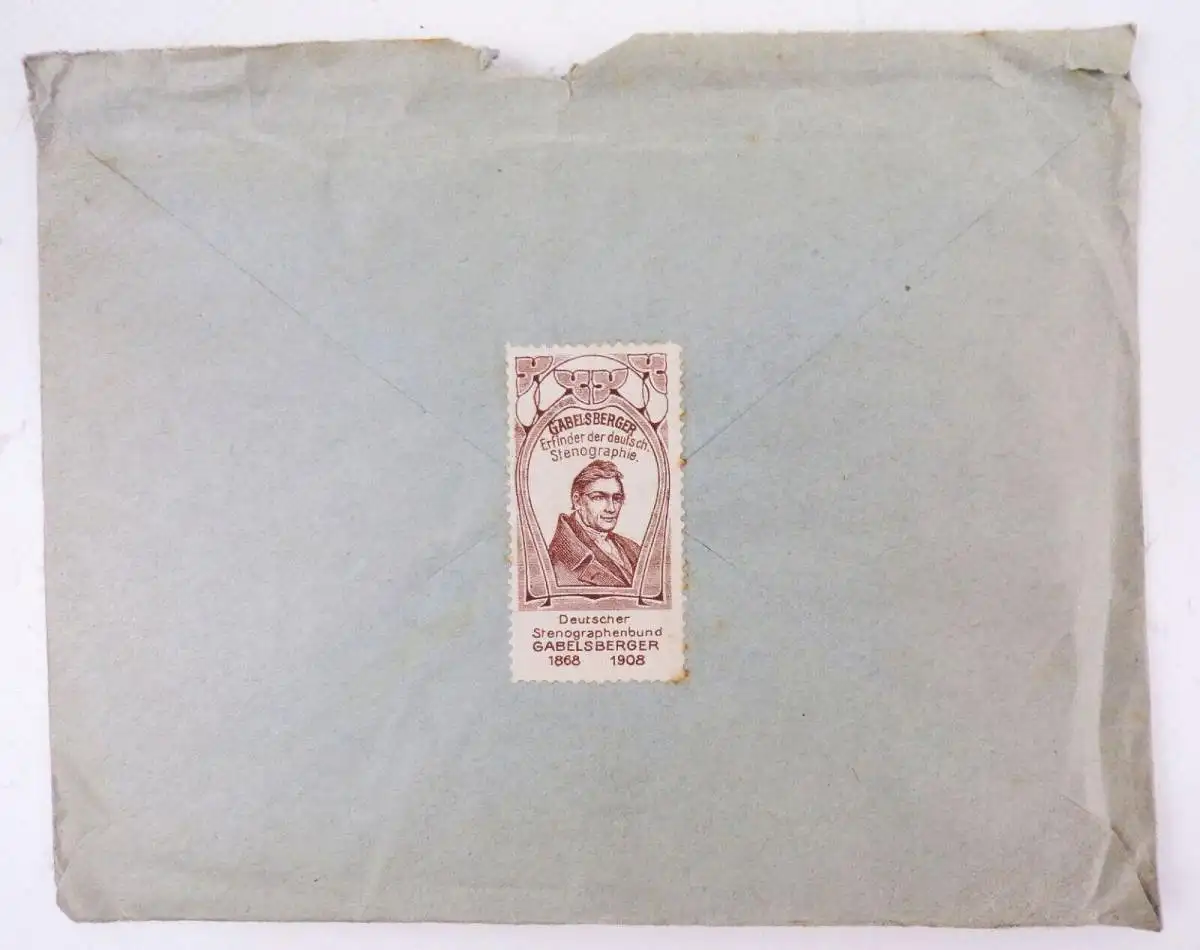 GABELSBERGER
Erfinder der deutsch.
Stenographie.
Deutscher
Stenographenbund
GABELSBERGER
1868 1908